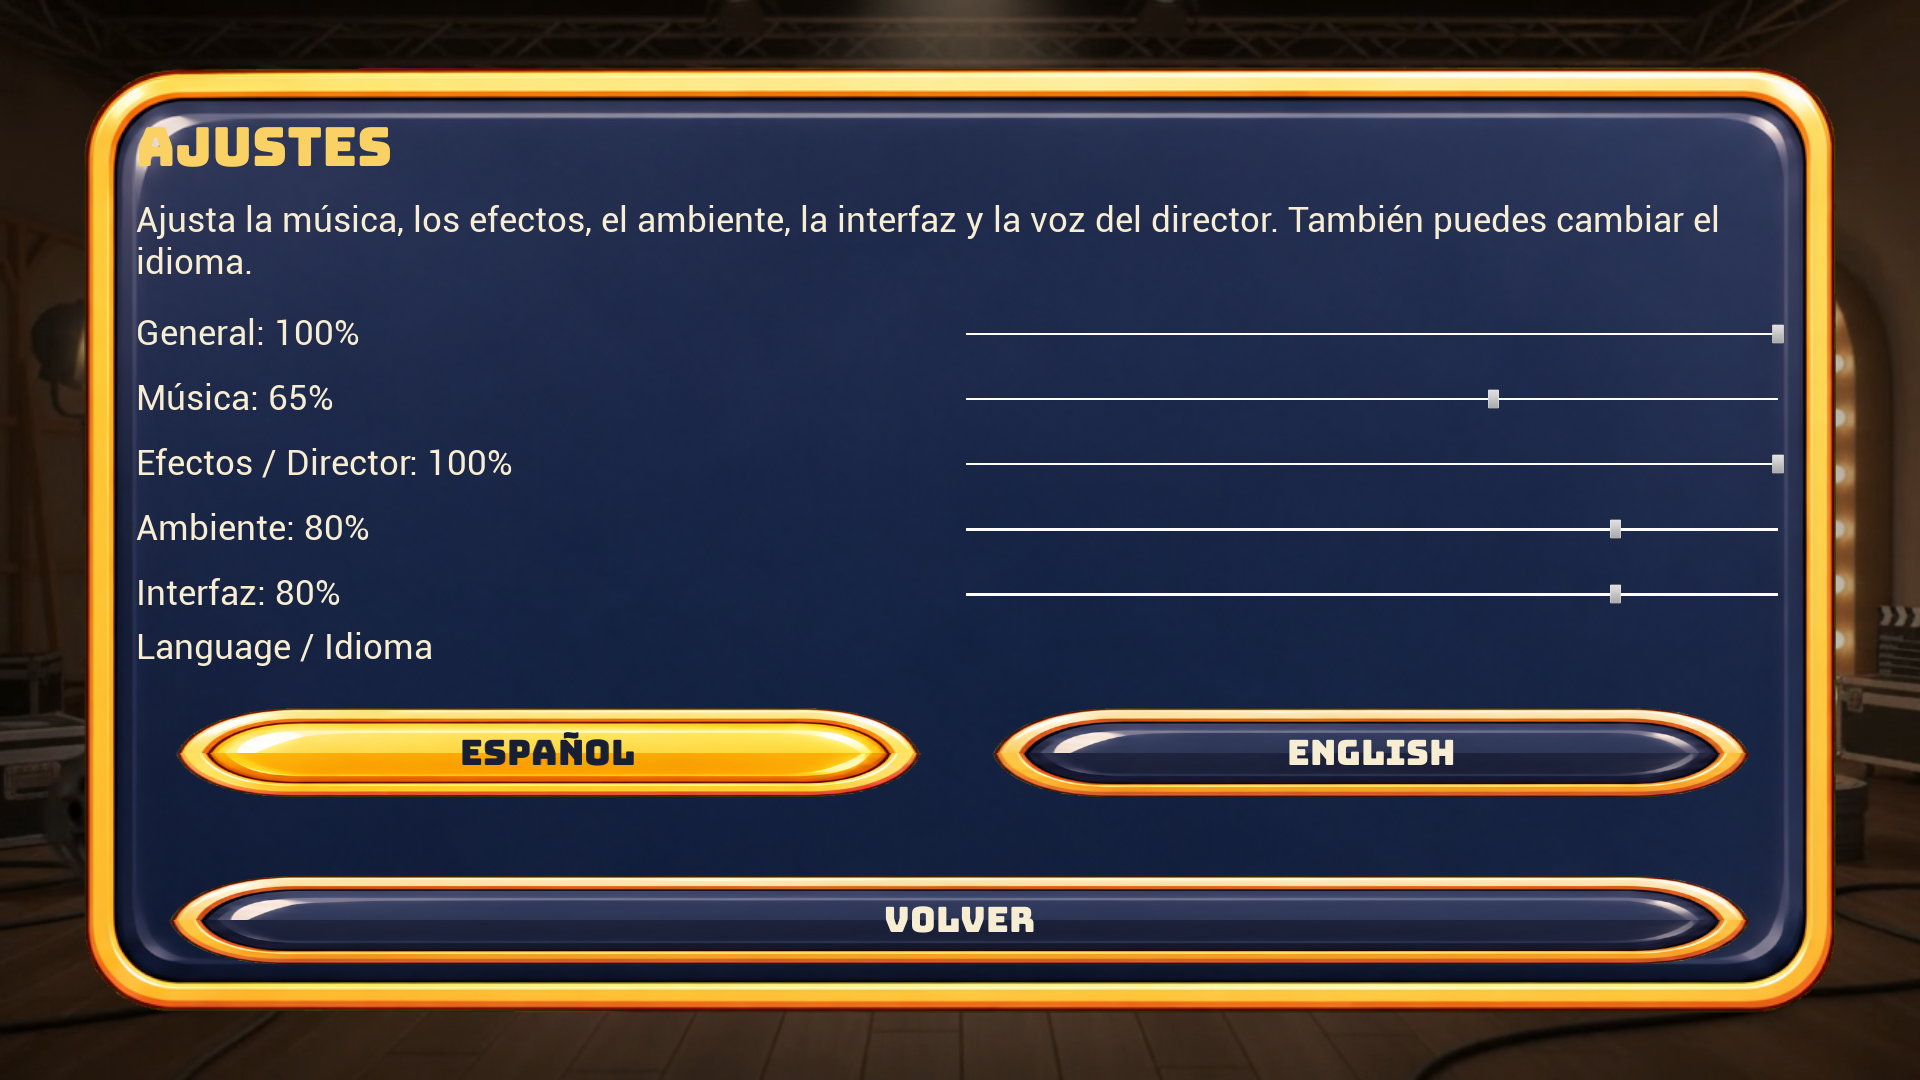 AJUSTES
Ajusta la música, los efectos, el ambiente, la interfaz y la voz del director. También puedes cambiar el
idioma.
General: 100%
Música: 65%
Efectos / Director: 100%
Ambiente: 80%
Interfaz: 80%
Language / Idioma
ESPAÑOL
ENGLISH
VOLVER